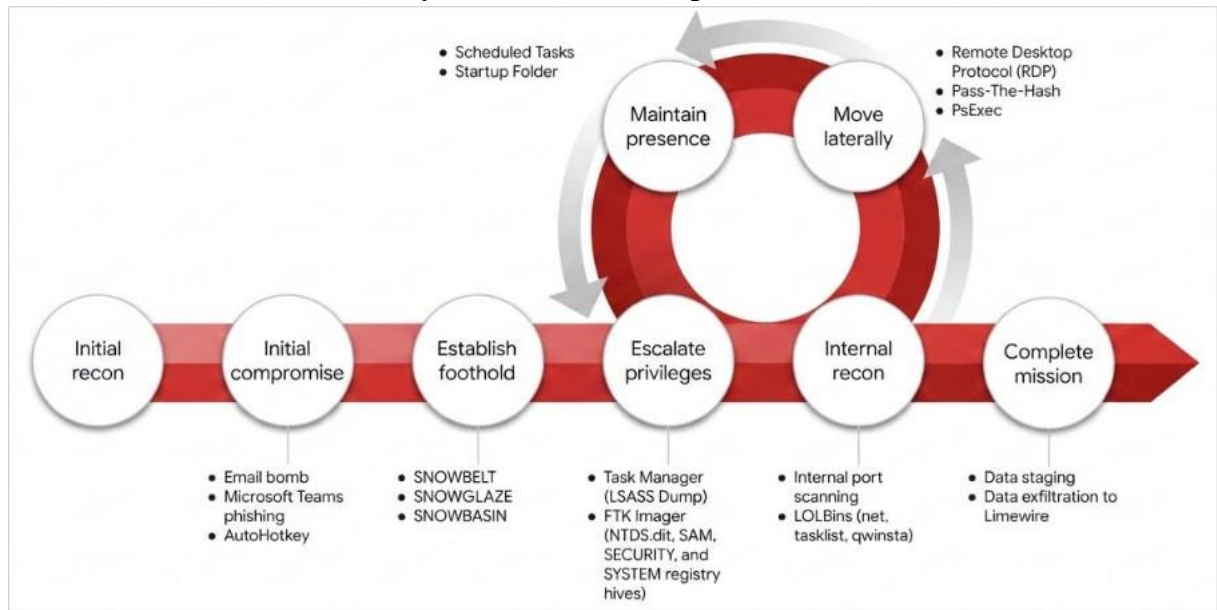 • Scheduled Tasks
• Startup Folder
Maintain
presence
Move
laterally
• Remote Desktop
Protocol (RDP)
• Pass-The-Hash
• PsExec
Initial
recon
Initial
compromise
Establish
foothold
Escalate
privileges
Internal
recon
Complete
mission
• Email bomb
• Microsoft Teams
phishing
• AutoHotkey
• SNOWBELT
• SNOWGLAZE
• SNOWBASIN
• Task Manager
(LSASS Dump)
• FTK Imager
(NTDS.dit, SAM,
SECURITY, and
SYSTEM registry
hives)
• Internal port
scanning
• LOLBins (net,
tasklist, qwinsta)
• Data staging
• Data exfiltration to
Limewire